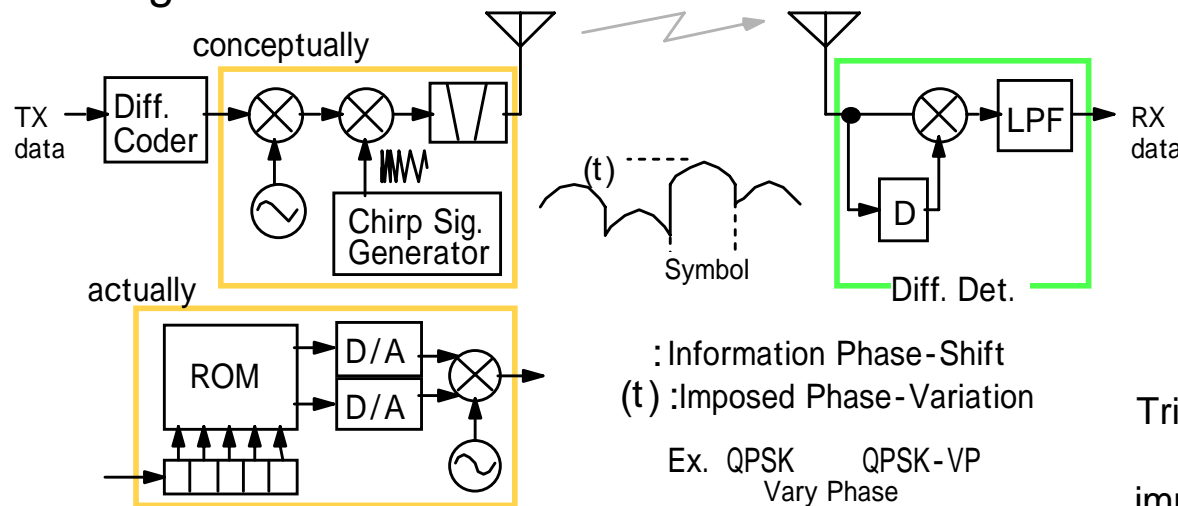 conceptually
TX
data
Diff.
Coder
Chirp Sig.
Generator
(t)
Symbol
LPF
D
RX
data
Diff. Det.
actually
ROM
D/A
D/A
:Information Phase-Shift
(t) :Imposed Phase-Variation
Ex. QPSK QPSK-VP
Vary Phase
Tri